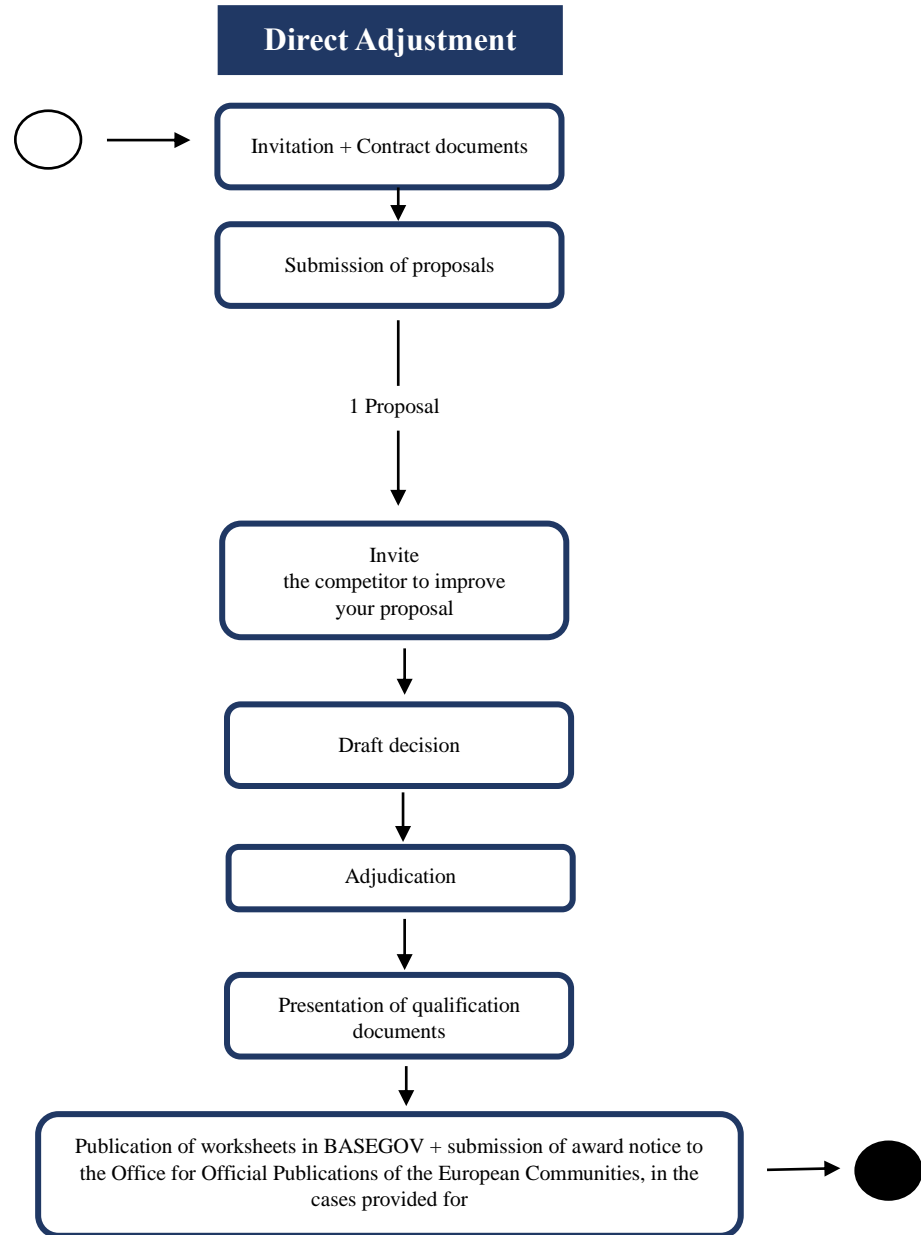 Direct Adjustment
Invitation + Contract documents
Submission of proposals
1 Proposal
Invite
the competitor to improve
your proposal
Draft decision
Adjudication
Presentation of qualification
documents
Publication of worksheets in BASEGOV + submission of award notice to
the Office for Official Publications of the European Communities, in the
cases provided for